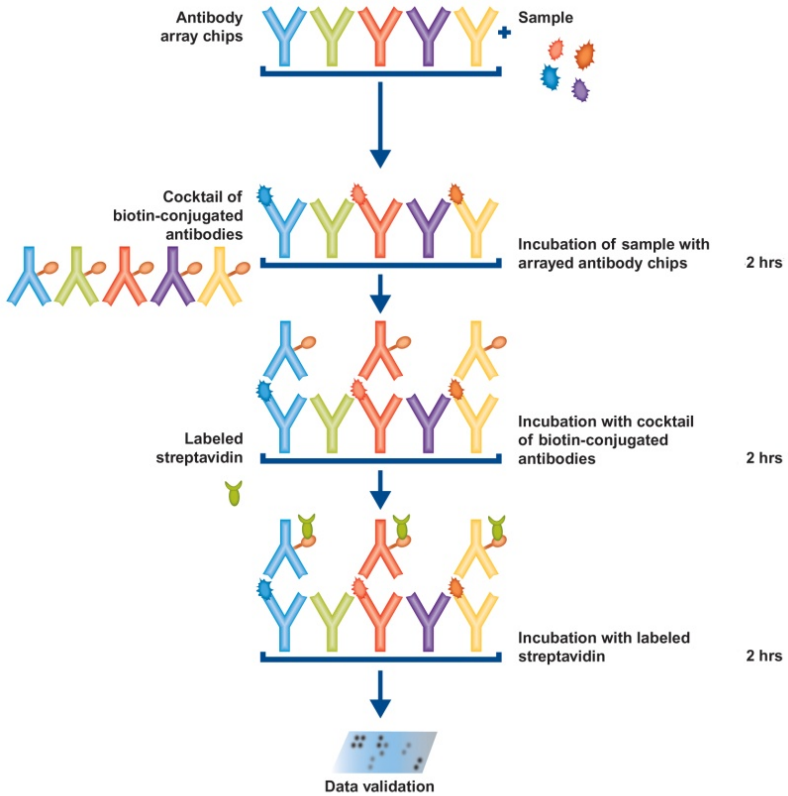 Antibody
array chips
+
Sample
Cocktail of
biotin-conjugated
antibodies
Incubation of sample with
arrayed antibody chips
2 hrs
Labeled
streptavidin
Incubation with cocktail
of biotin-conjugated
antibodies
2 hrs
Incubation with labeled
streptavidin
2 hrs
Data validation